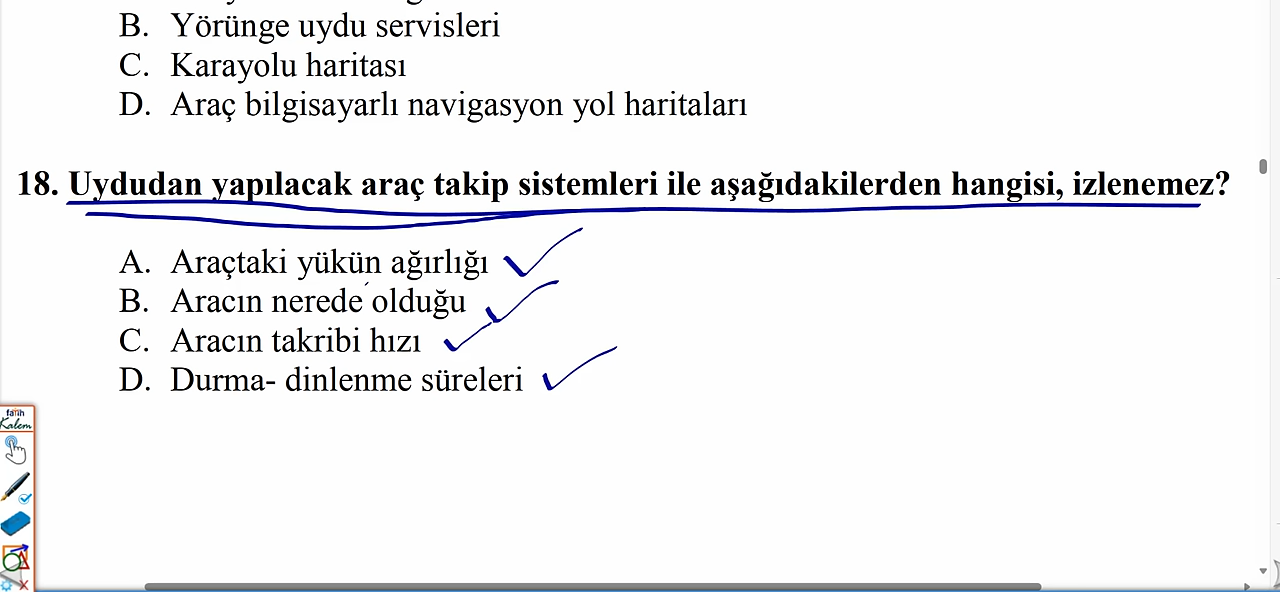 B. Yörünge uydu servisleri
C. Karayolu haritası
D. Araç bilgisayarlı navigasyon yol haritaları
18. Uydudan yapılacak araç takip sistemleri ile aşağıdakilerden hangisi, izlenemez?
A. Araçtaki yükün ağırlığı
B. Aracın nerede olduğu
C. Aracın takribi hızı
D. Durma- dinlenme süreleri
fatih
Kalem